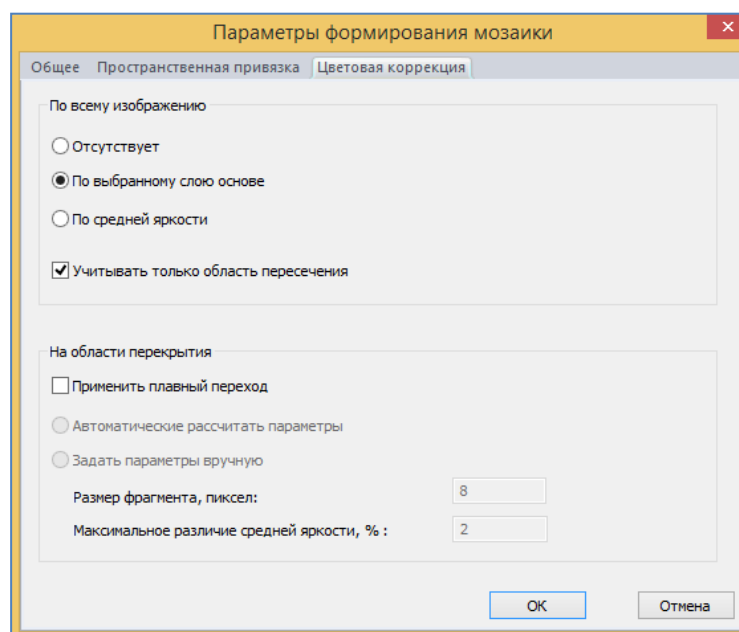 Параметры формирования мозаики
Общее Пространственная привязка Цветовая коррекция
По всему изображению
Отсутствует
По выбранному слою основе
По средней яркости
Учитывать только область пересечения
На области перекрытия
Применить плавный переход
Автоматические рассчитать параметры
Задать параметры вручную
Размер фрагмента, пиксел: 8
Максимальное различие средней яркости, % : 2
ОК Отмена